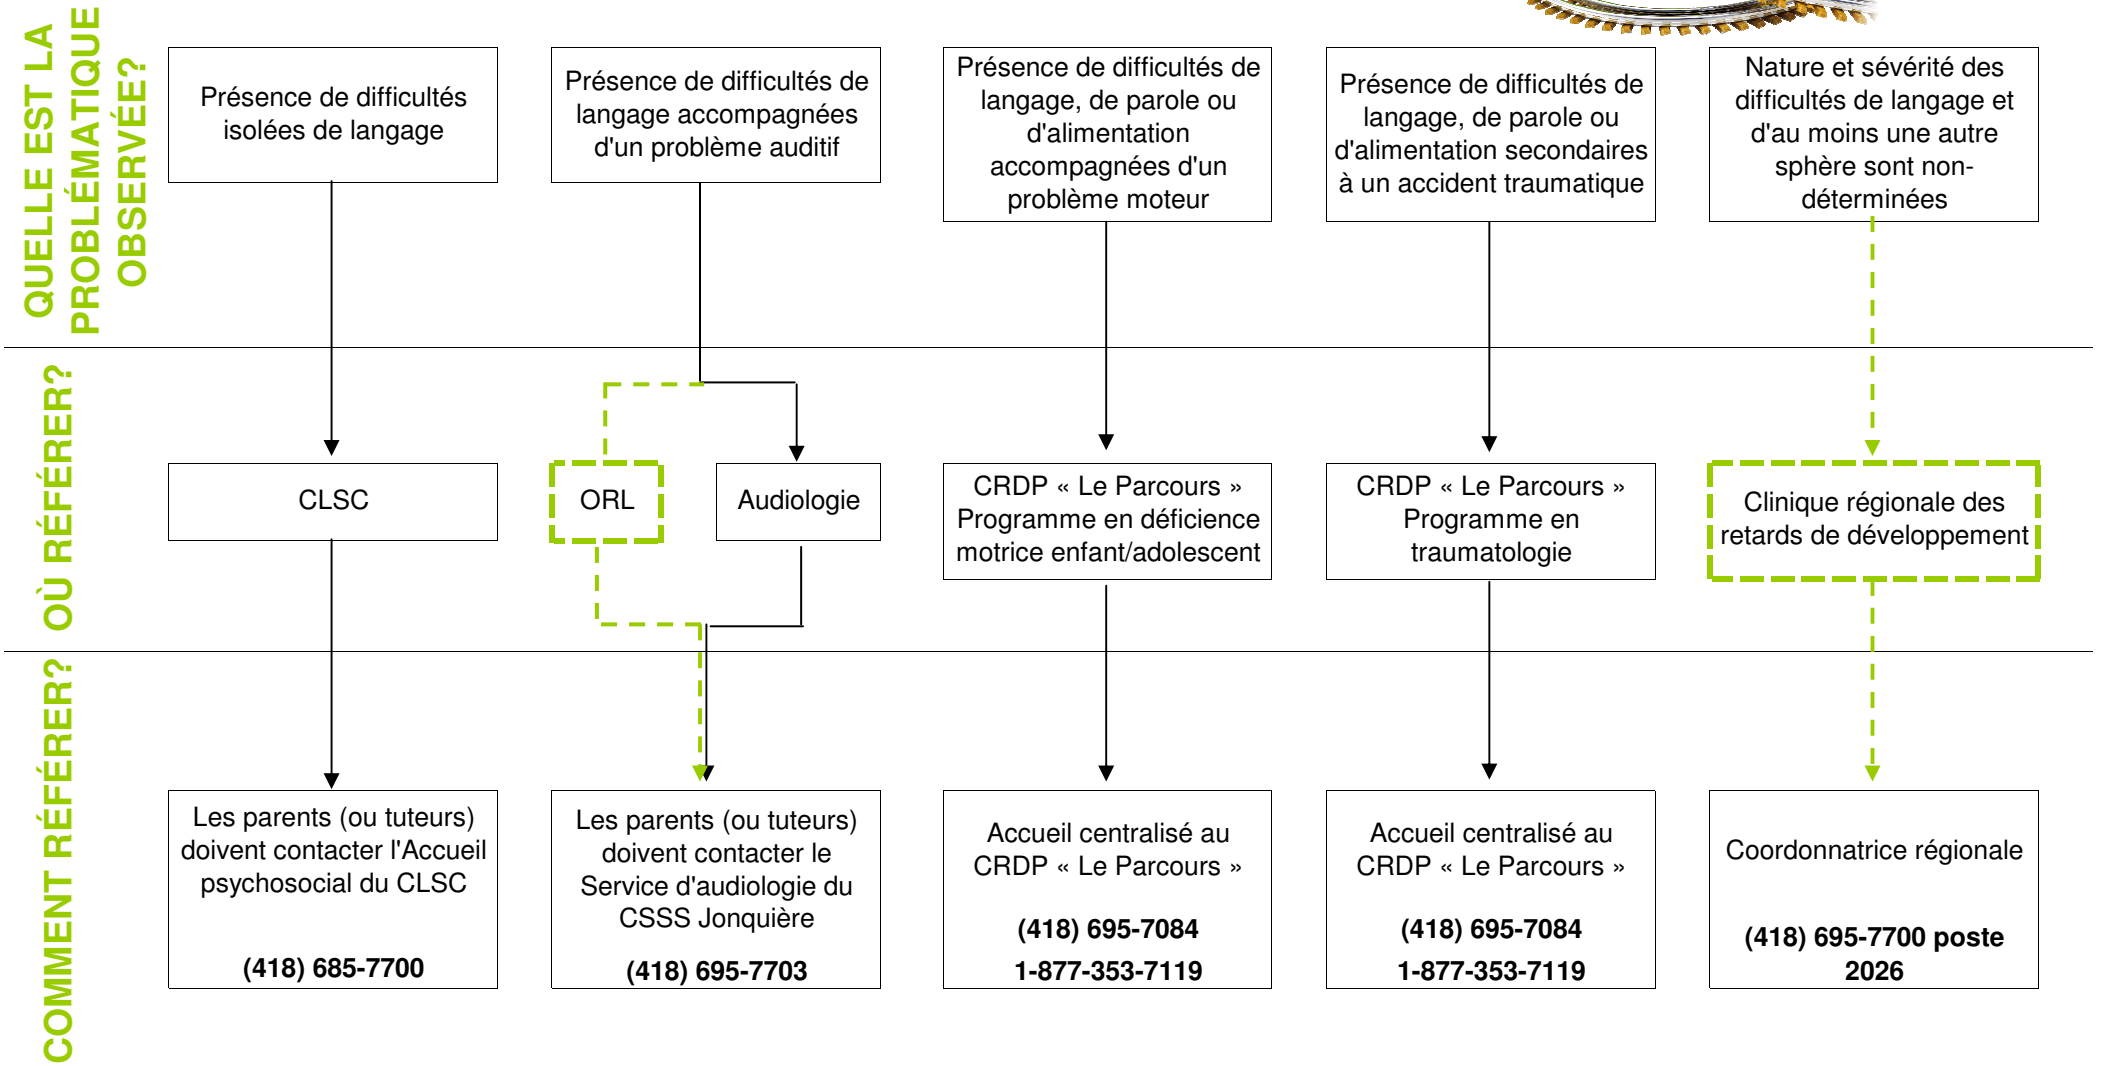 QUELLE EST LA
PROBLÉMATIQUE
OBSERVÉE?
Présence de difficultés
isolées de langage
Présence de difficultés de
langage accompagnées
d'un problème auditif
Présence de difficultés de
langage, de parole ou
d'alimentation
accompagnées d'un
problème moteur
Présence de difficultés de
langage, de parole ou
d'alimentation secondaires
à un accident traumatique
Nature et sévérité des
difficultés de langage et
d'au moins une autre
sphère sont non-
déterminées
OÙ RÉFÉRER?
CLSC
ORL
Audiologie
CRDP « Le Parcours »
Programme en déficience
motrice enfant/adolescent
CRDP « Le Parcours »
Programme en
traumatologie
Clinique régionale des
retards de développement
COMMENT RÉFÉRER?
Les parents (ou tuteurs)
doivent contacter l'Accueil
psychosocial du CLSC
(418) 685-7700
Les parents (ou tuteurs)
doivent contacter le
Service d'audiologie du
CSSS Jonquière
(418) 695-7703
Accueil centralisé au
CRDP « Le Parcours »
(418) 695-7084
1-877-353-7119
Accueil centralisé au
CRDP « Le Parcours »
(418) 695-7084
1-877-353-7119
Coordonnatrice régionale
(418) 695-7700 poste
2026